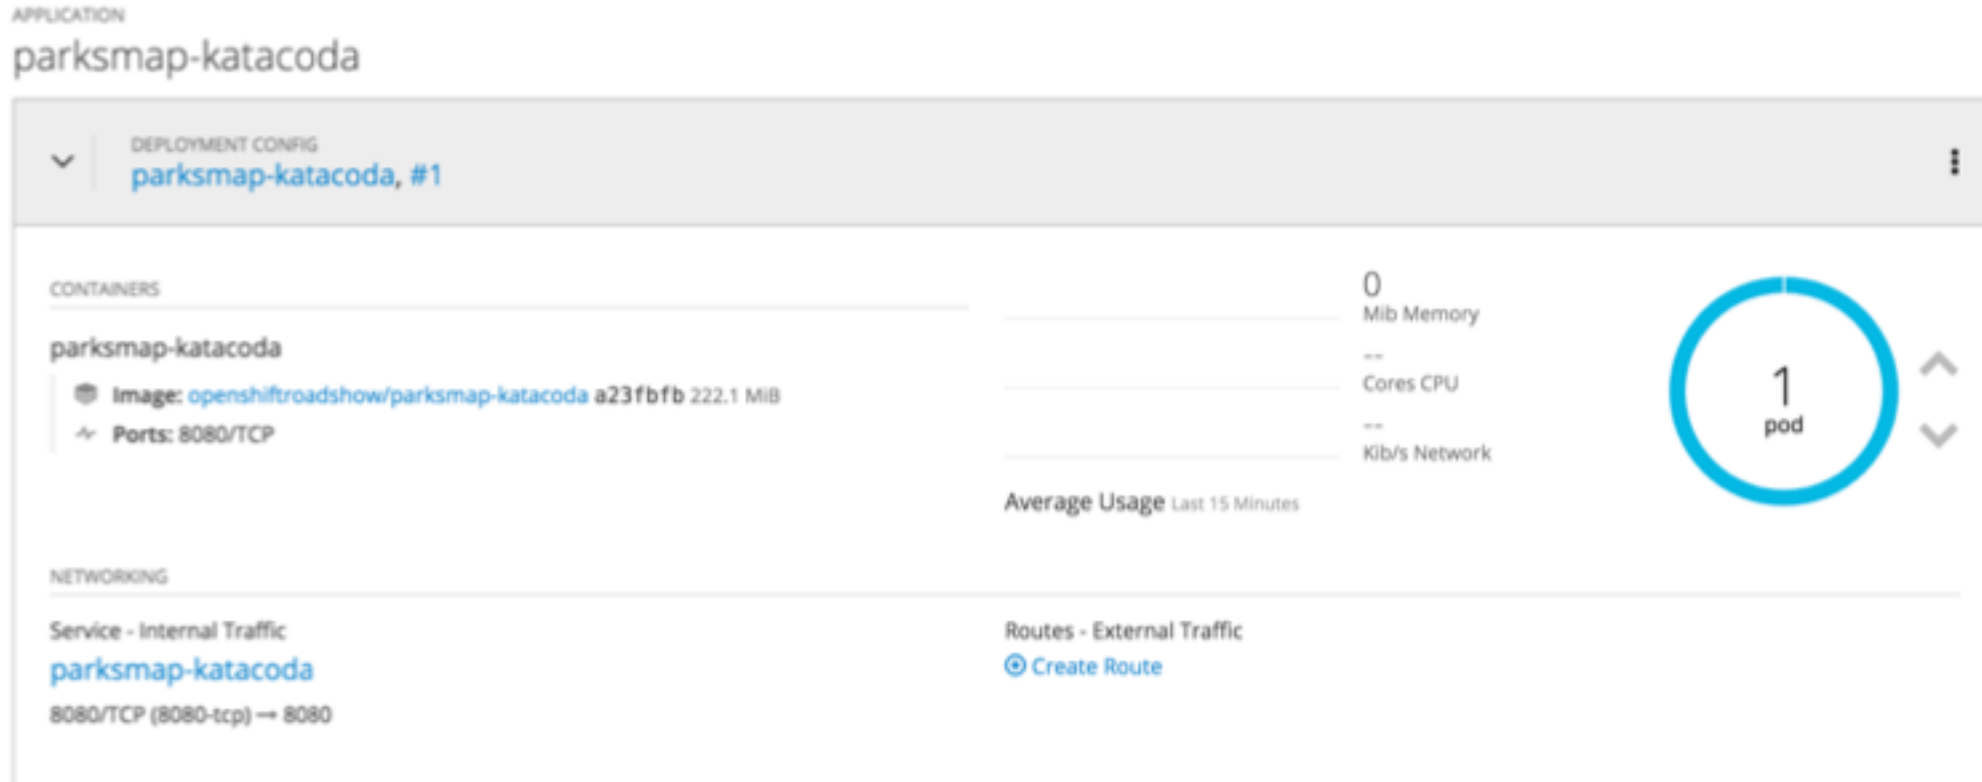 APPLICATION
parksmap-katacoda
DEPLOYMENT CONFIG
parksmap-katacoda, #1
CONTAINERS
parksmap-katacoda
Image: openshiftroadshow/parksmap-katacoda a23fbfb 222.1 MiB
Ports: 8080/TCP
0
Mib Memory
--
Cores CPU
--
Kib/s Network
Average Usage Last 15 Minutes
1
pod
NETWORKING
Service - Internal Traffic
parksmap-katacoda
8080/TCP (8080-tcp) → 8080
Routes - External Traffic
Create Route